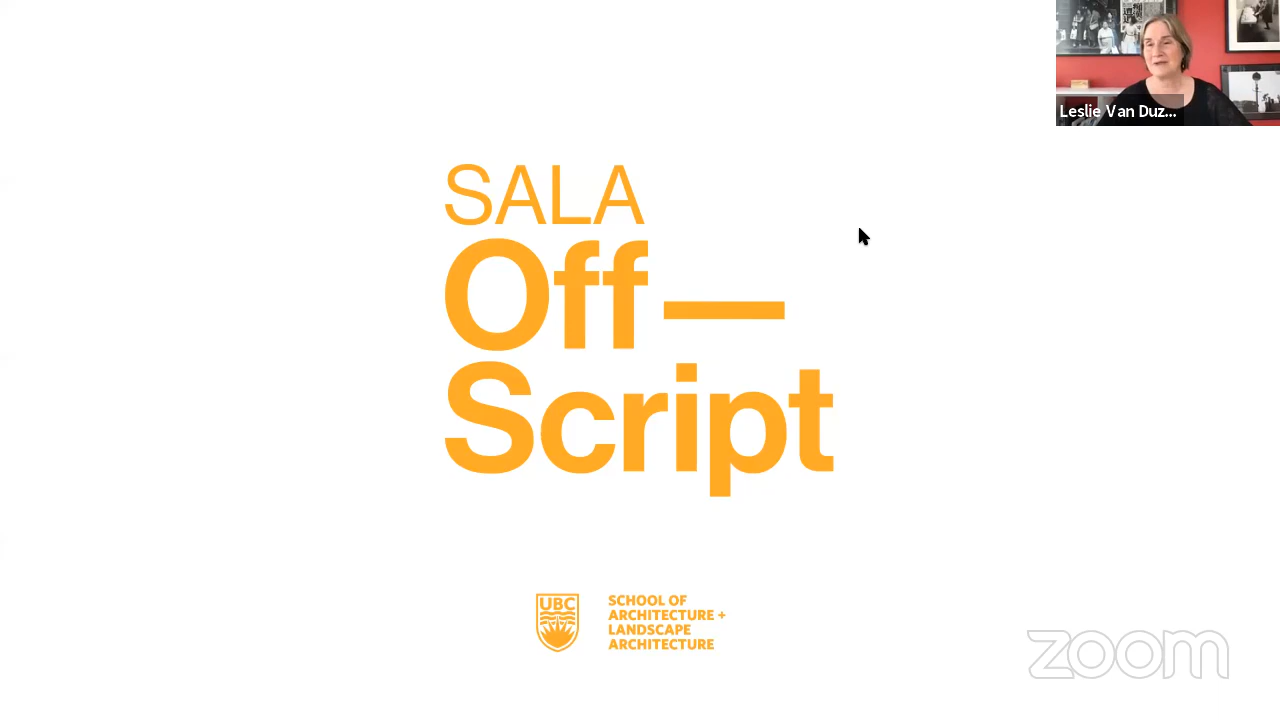 Leslie Van Duz...
SALA
Off—
Script
UBC
SCHOOL OF
ARCHITECTURE +
LANDSCAPE
ARCHITECTURE
zoom